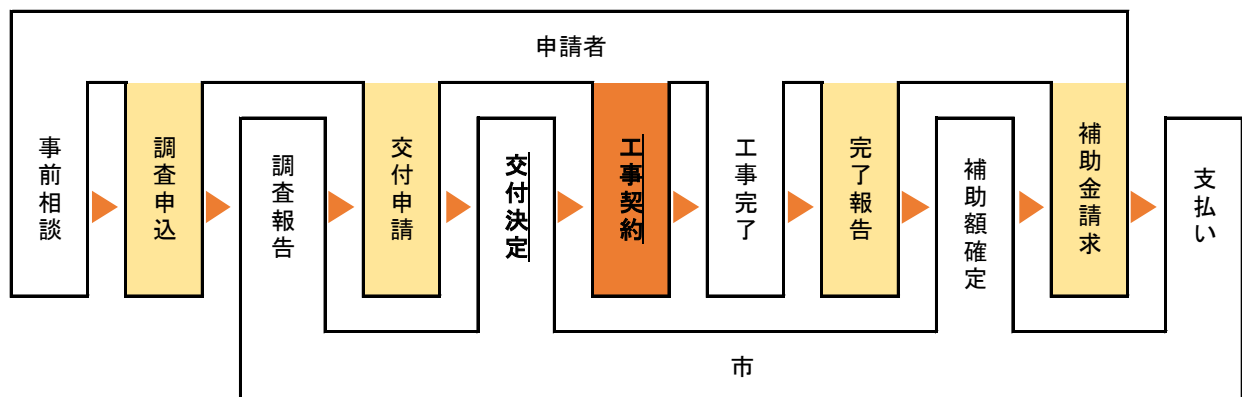 申請者
事前相談
調査申込
調査報告
交付申請
交付決定
工事契約
工事完了
完了報告
補助額確定
補助金請求
支払い
市